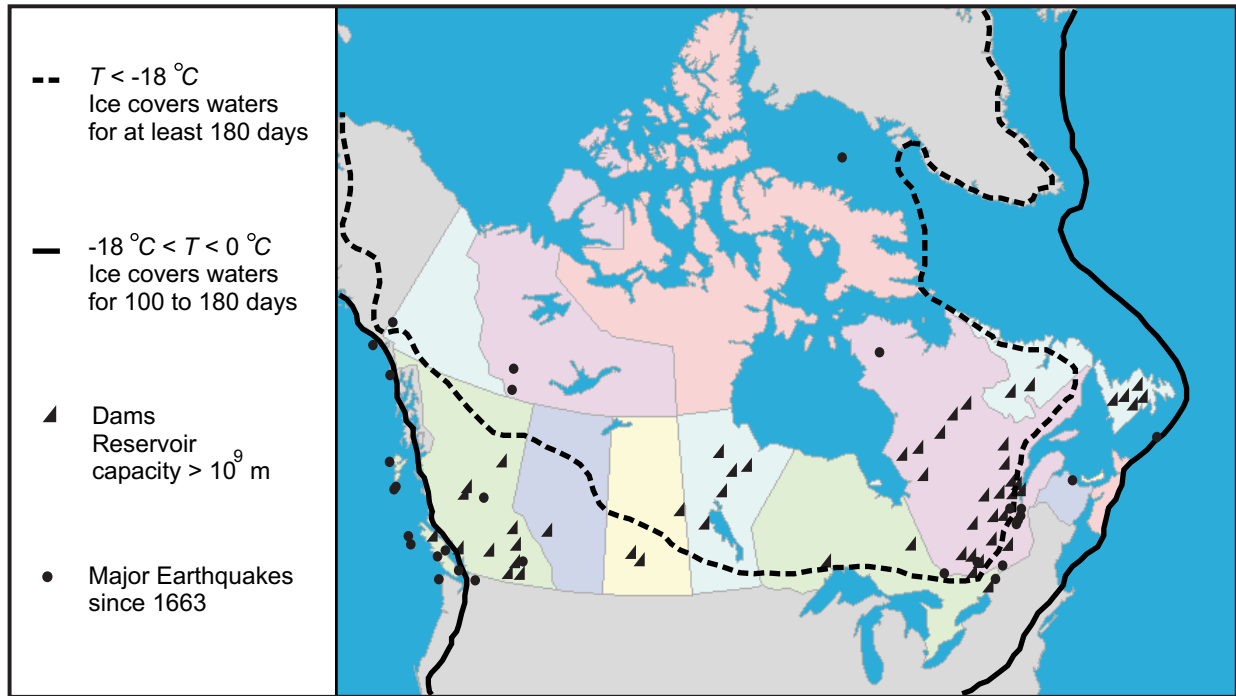 T < -18 °C
Ice covers waters
for at least 180 days
-18 °C < T < 0 °C
Ice covers waters
for 100 to 180 days
Dams
Reservoir
capacity > 10⁹ m
Major Earthquakes
since 1663